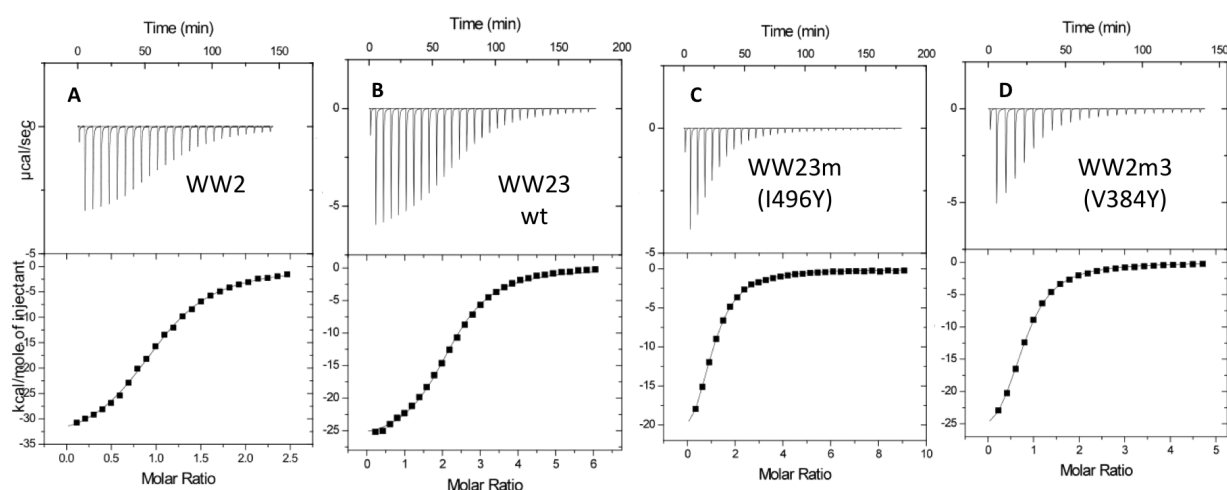 Time (min)
0 50 100 150
A
0
-5
µcal/sec
WW2
0
-5
-10
-15
-20
-25
-30
-35
kcal/mole of injectant
0.0 0.5 1.0 1.5 2.0 2.5
Molar Ratio
Time (min)
0 50 100 150 200
B
0
-5
WW23
wt
0
-5
-10
-15
-20
-25
0 1 2 3 4 5 6
Molar Ratio
Time (min)
0 50 100 150 200
C
0
-5
WW23m
(I496Y)
0
-5
-10
-15
-20
0 2 4 6 8 10
Molar Ratio
Time (min)
0 50 100 150
D
0
-5
WW2m3
(V384Y)
0
-5
-10
-15
-20
-25
0 1 2 3 4 5
Molar Ratio